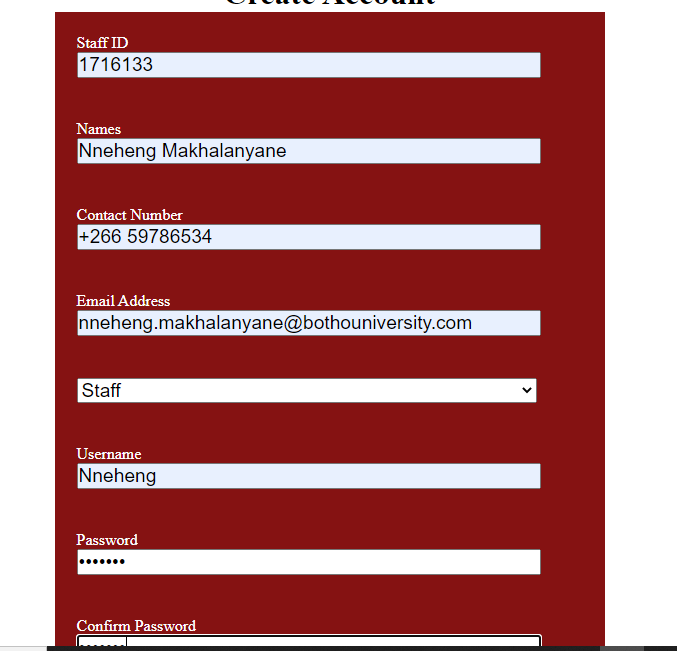 Create Account
Staff ID
1716133
Names
Nneheng Makhalanyane
Contact Number
+266 59786534
Email Address
nneheng.makhalanyane@bothouniversity.com
Staff
Username
Nneheng
Password
•••••••
Confirm Password
•••••••